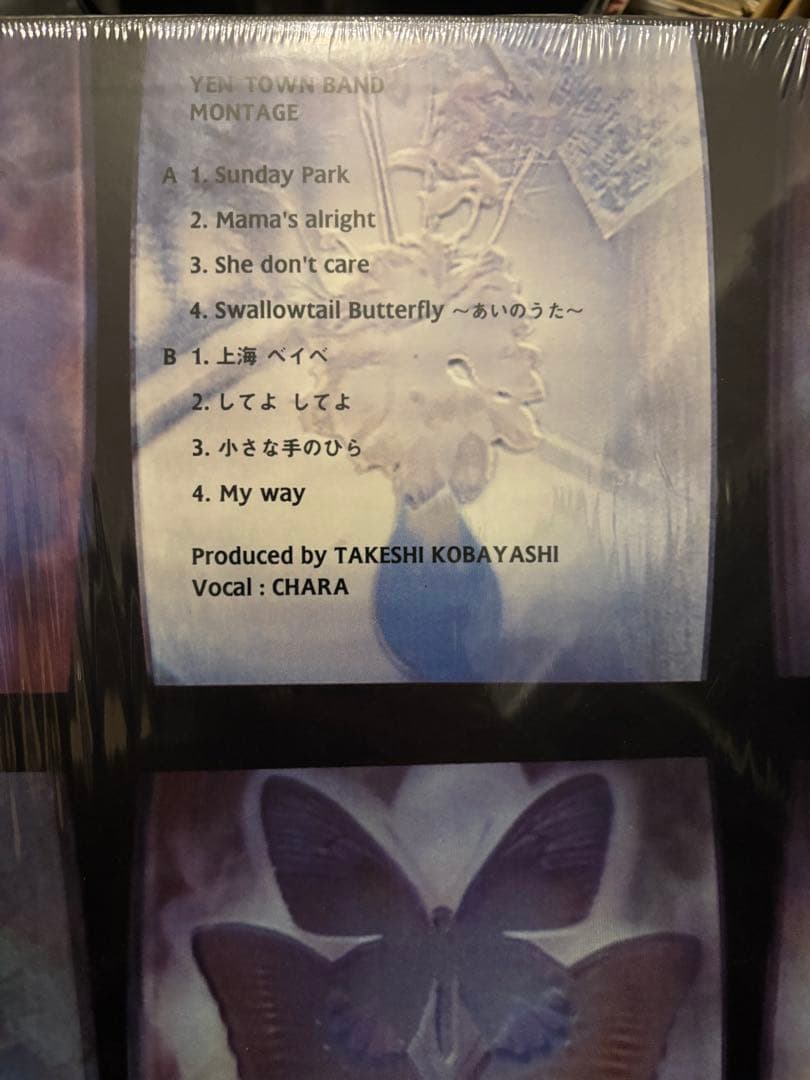 YEN TOWN BAND
MONTAGE
A 1. Sunday Park
2. Mama's alright
3. She don't care
4. Swallowtail Butterfly ～あいのうた～
B 1. 上海 ベイベ
2. してよ してよ
3. 小さな手のひら
4. My way
Produced by TAKESHI KOBAYASHI
Vocal : CHARA